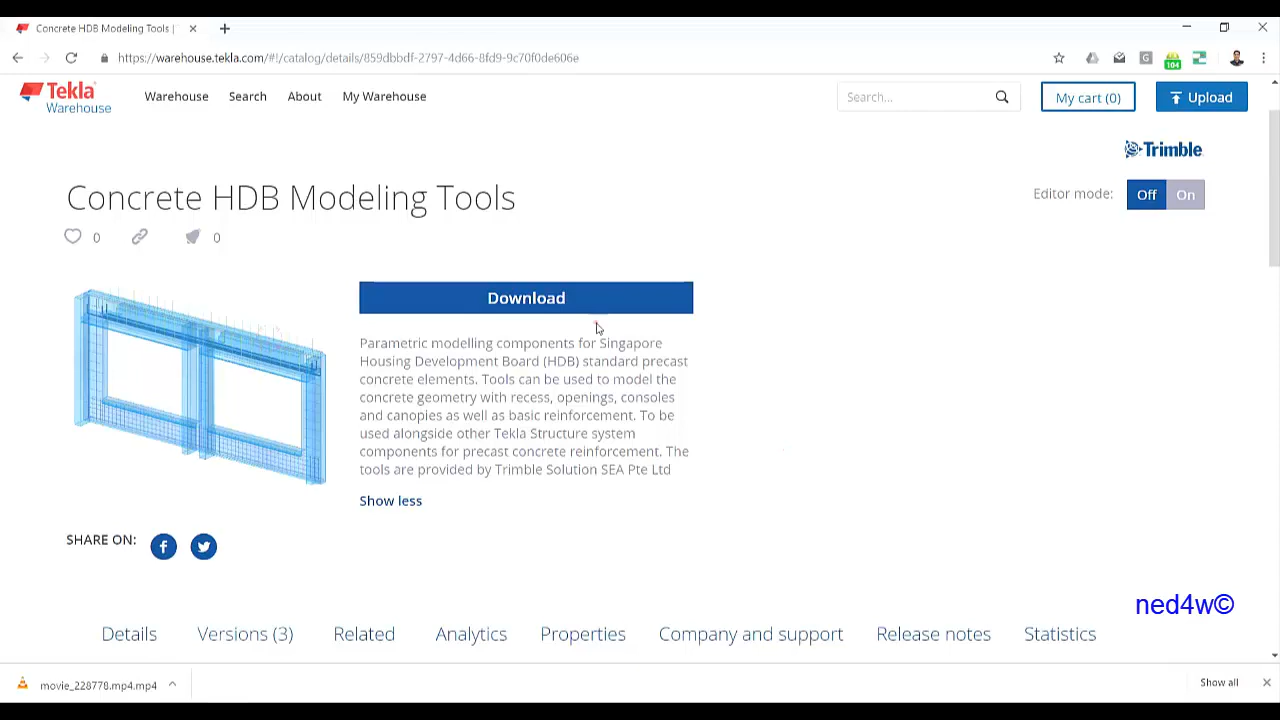 Concrete HDB Modeling Tools |
https://warehouse.tekla.com/#!/catalog/details/859dbbdf-2797-4d66-8fd9-9c70f0de606e
104
Tekla
Warehouse
Warehouse
Search
About
My Warehouse
Search...
My cart (0)
Upload
Trimble
Concrete HDB Modeling Tools
Editor mode:
Off
On
0
0
Download
Parametric modelling components for Singapore
Housing Development Board (HDB) standard precast
concrete elements. Tools can be used to model the
concrete geometry with recess, openings, consoles
and canopies as well as basic reinforcement. To be
used alongside other Tekla Structure system
components for precast concrete reinforcement. The
tools are provided by Trimble Solution SEA Pte Ltd
Show less
SHARE ON:
ned4w©
Details
Versions (3)
Related
Analytics
Properties
Company and support
Release notes
Statistics
movie_228778.mp4.mp4
Show all